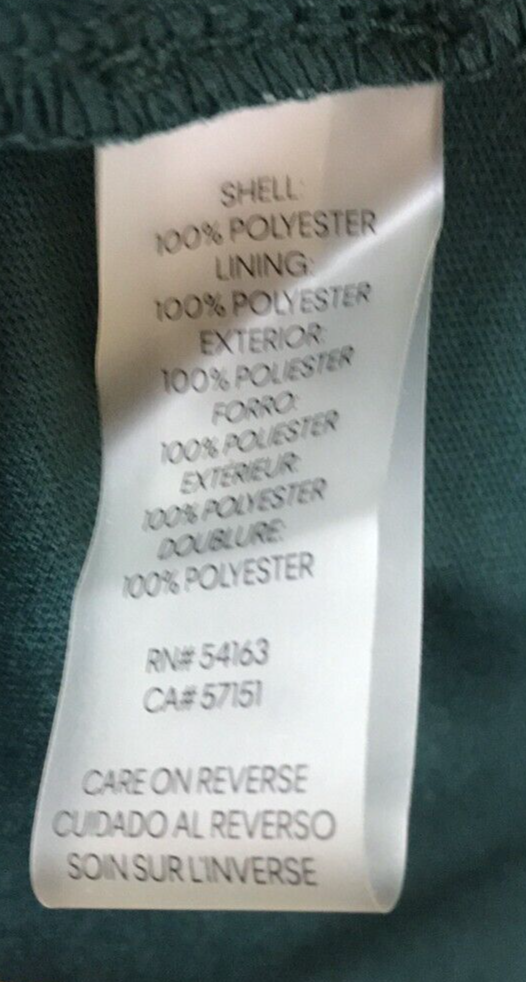 SHELL:
100% POLYESTER
LINING:
100% POLYESTER
EXTERIOR:
100% POLIESTER
FORRO:
100% POLIESTER
EXTÉRIEUR:
100% POLYESTER
DOUBLURE:
100% POLYESTER
RN# 54163
CA# 57151
CARE ON REVERSE
CUIDADO AL REVERSO
SOIN SUR L'INVERSE